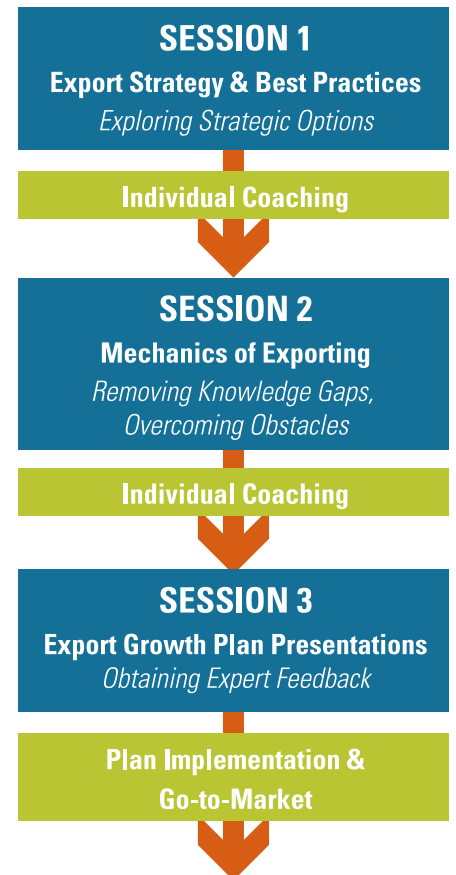 SESSION 1
Export Strategy & Best Practices
Exploring Strategic Options
Individual Coaching
SESSION 2
Mechanics of Exporting
Removing Knowledge Gaps,
Overcoming Obstacles
Individual Coaching
SESSION 3
Export Growth Plan Presentations
Obtaining Expert Feedback
Plan Implementation &
Go-to-Market